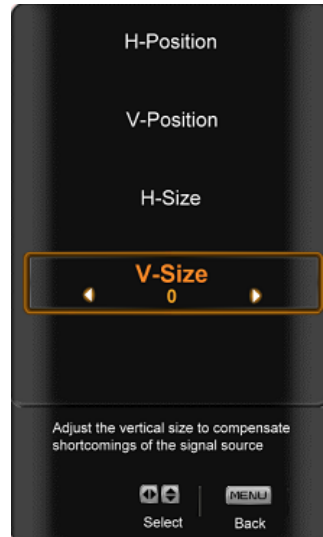 H-Position
V-Position
H-Size
V-Size
0
Adjust the vertical size to compensate
shortcomings of the signal source
MENU
Select
Back